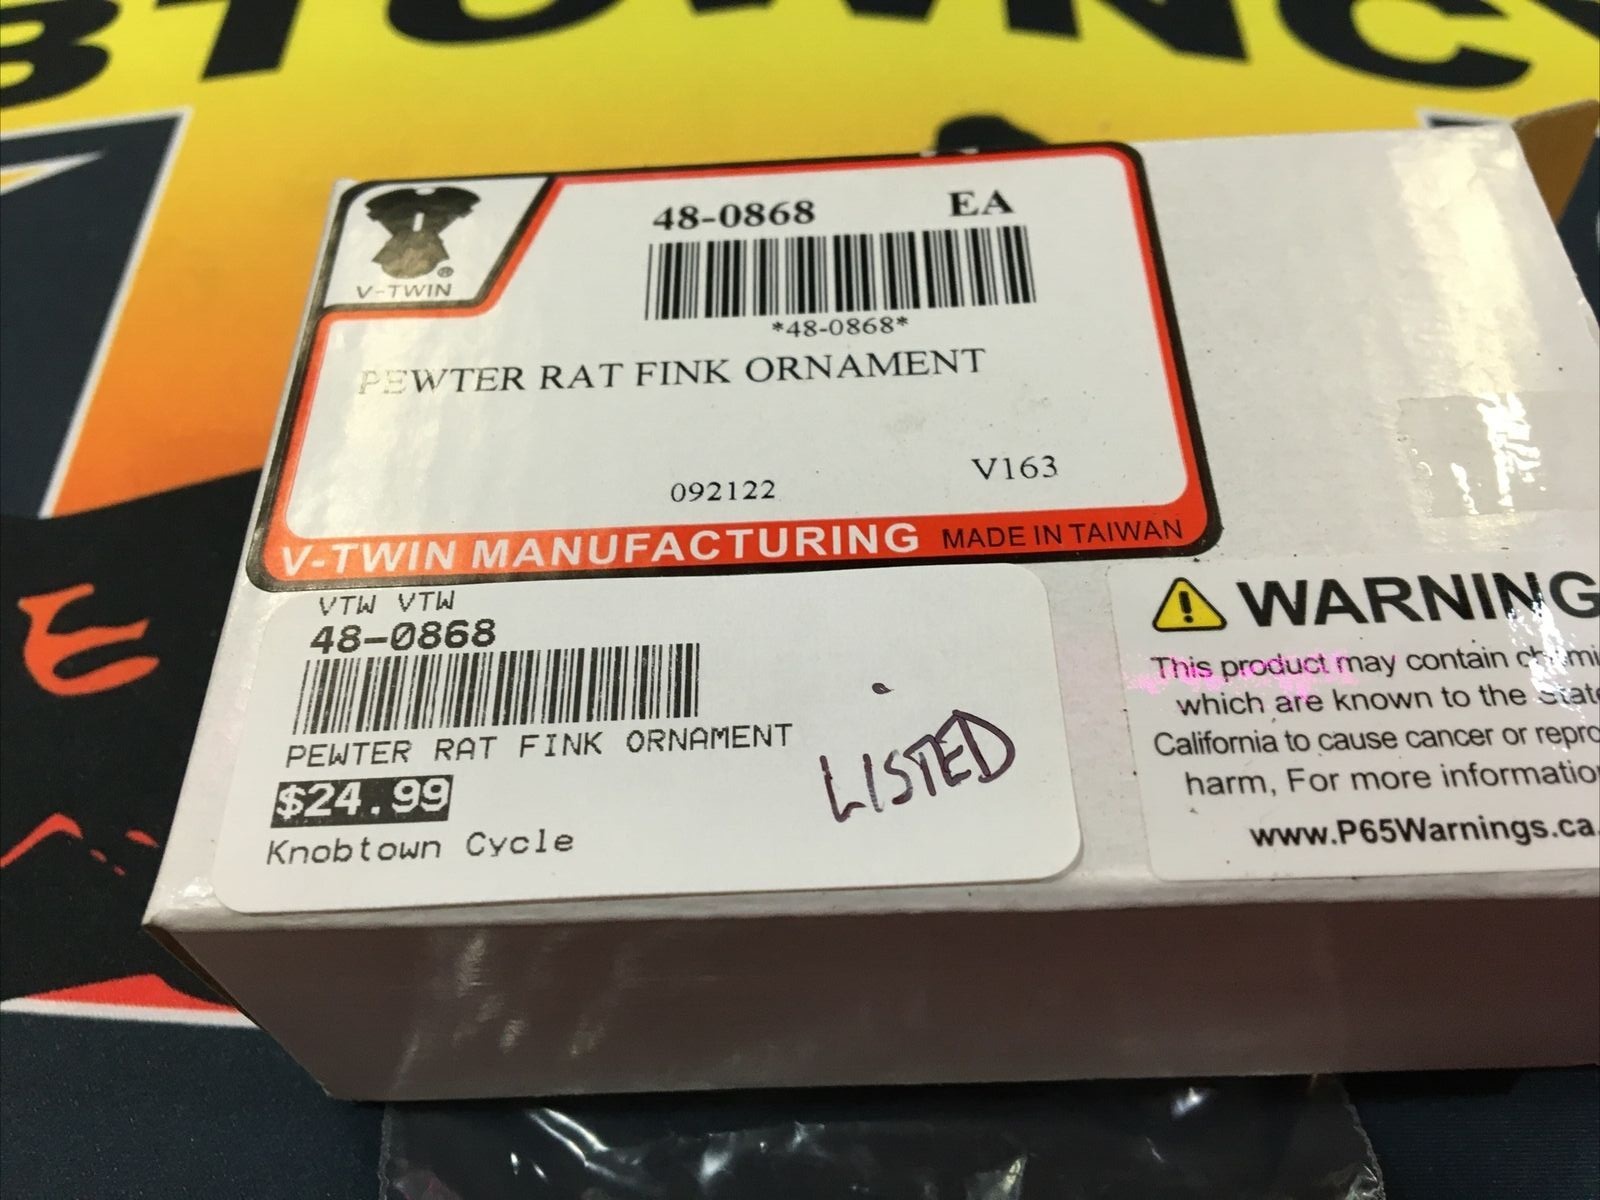 48-0868 EA
*48-0868*
V-TWIN
®
PEWTER RAT FINK ORNAMENT
092122 V163
V-TWIN MANUFACTURING MADE IN TAIWAN
VTW VTW
48-0868
PEWTER RAT FINK ORNAMENT
$24.99
Knobtown Cycle
LISTED
WARNING
This product may contain
which are known to the State
California to cause cancer or
harm, For more
www.P65Warnings.ca.
E